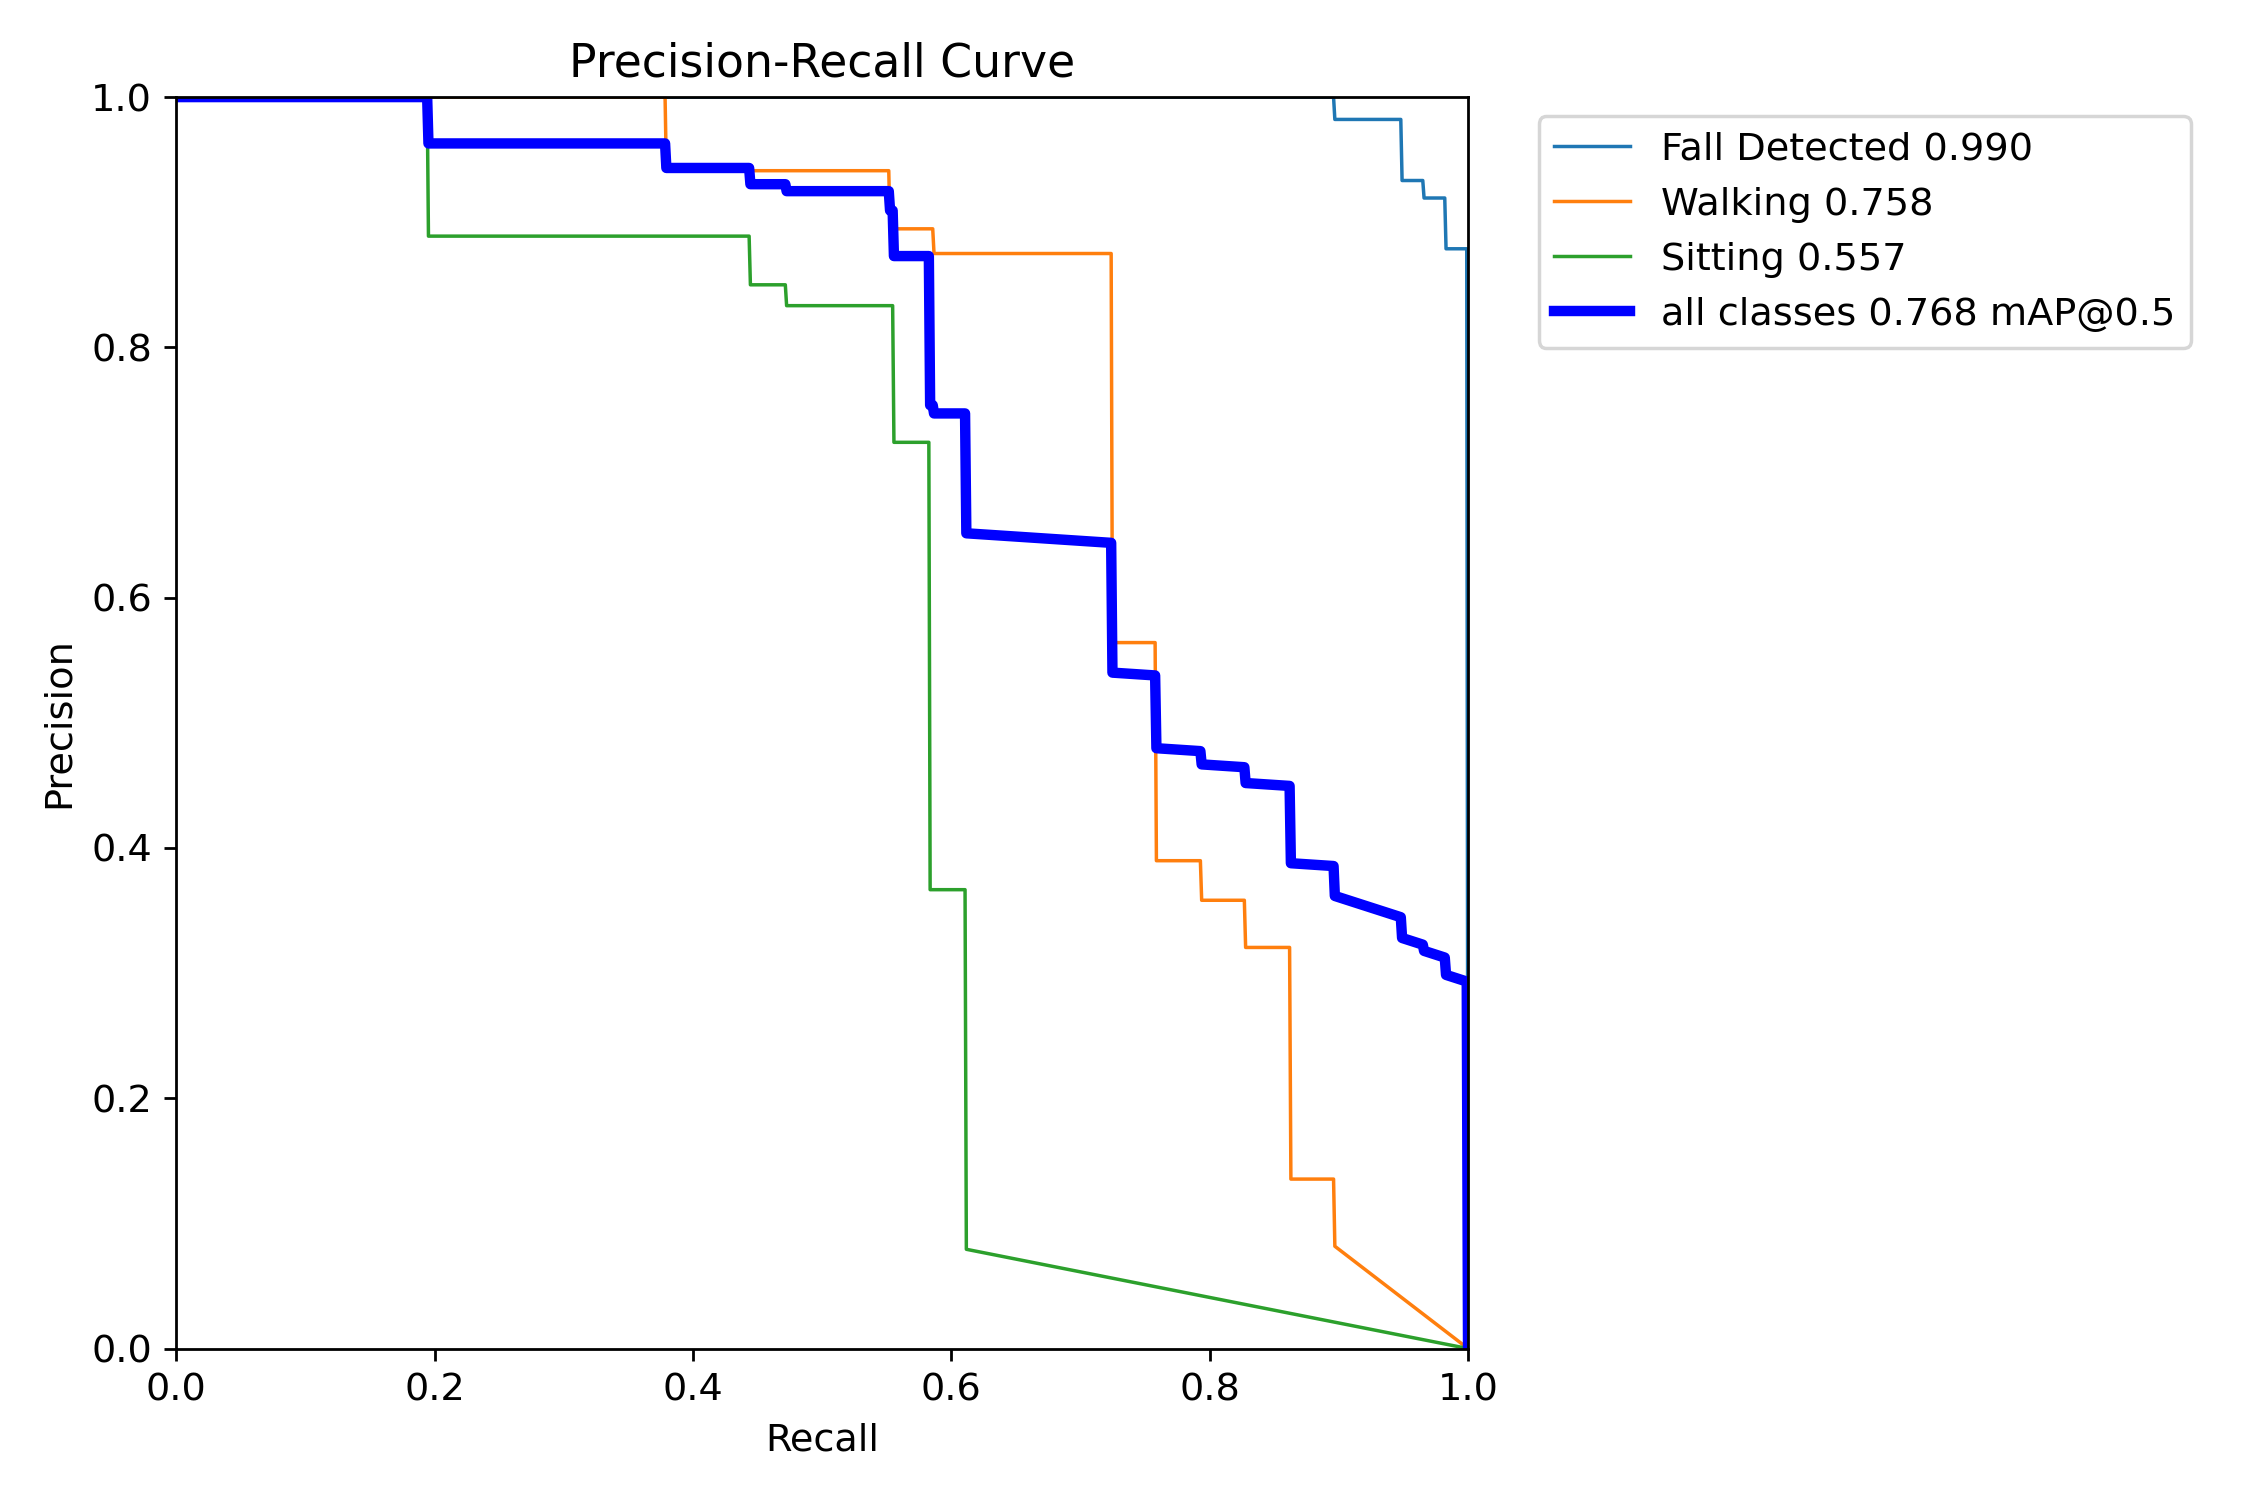 Precision-Recall Curve
1.0
0.8
0.6
0.4
0.2
0.0
Precision
0.0 0.2 0.4 0.6 0.8 1.0
Recall
Fall Detected 0.990
Walking 0.758
Sitting 0.557
all classes 0.768 mAP@0.5